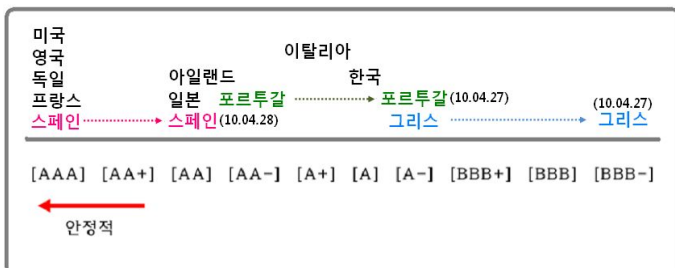 미국
영국
독일
프랑스
스페인
아일랜드
일본
스페인(10.04.28)
포르투갈
이탈리아
한국
포르투갈(10.04.27)
그리스
(10.04.27)
그리스
[AAA] [AA+] [AA] [AA-] [A+] [A] [A-] [BBB+] [BBB] [BBB-]
안정적